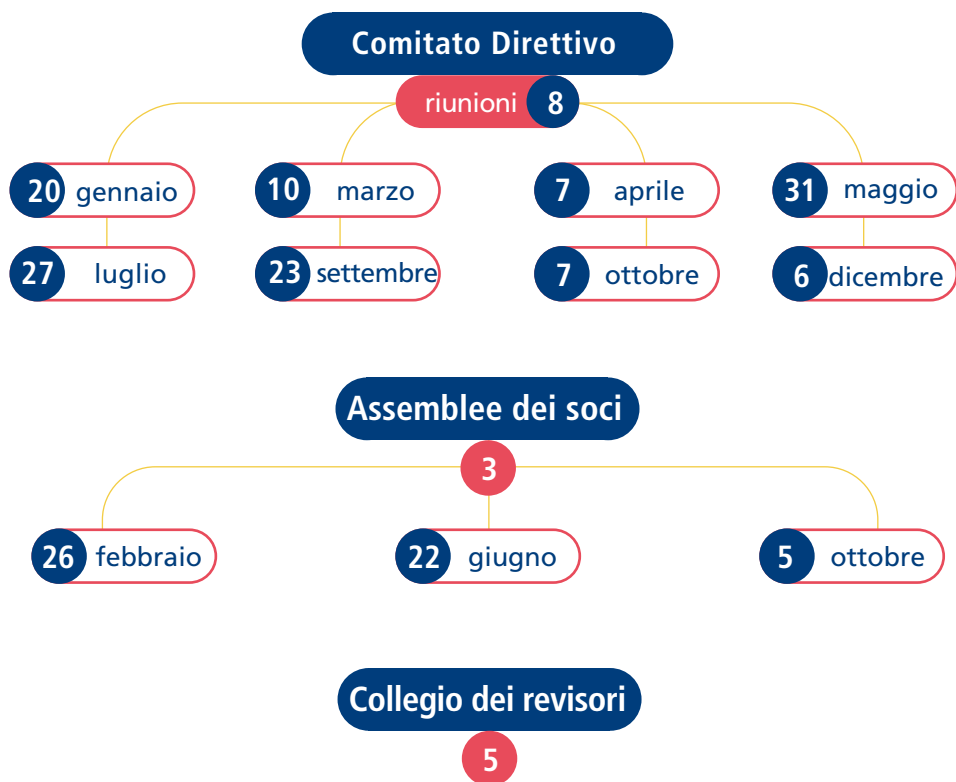 Comitato Direttivo
riunioni 8
20 gennaio
10 marzo
7 aprile
31 maggio
27 luglio
23 settembre
7 ottobre
6 dicembre
Assemblee dei soci
3
26 febbraio
22 giugno
5 ottobre
Collegio dei revisori
5